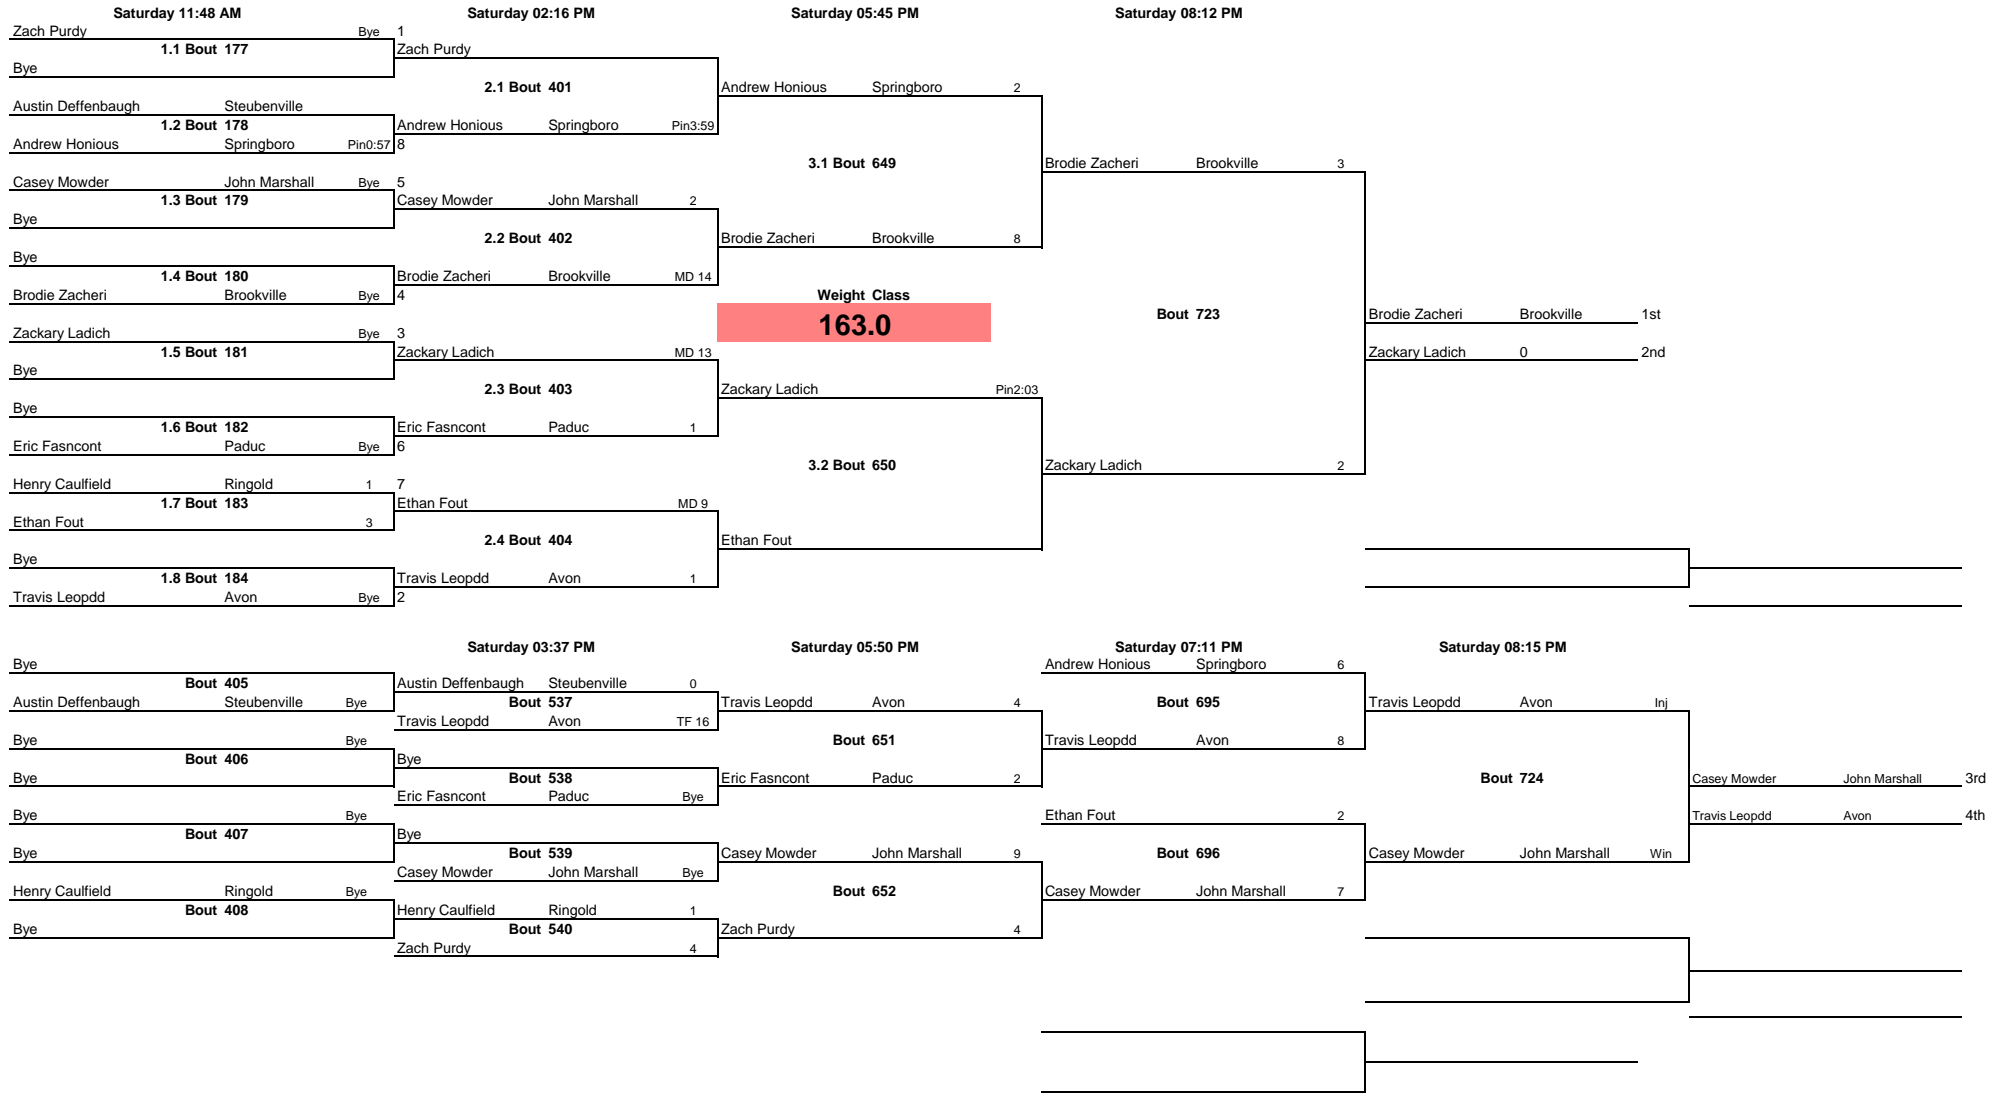 Saturday 11:48 AM Saturday 02:16 PM Saturday 05:45 PM Saturday 08:12 PM
Zach Purdy Bye 1
1.1 Bout 177 Zach Purdy
Bye
2.1 Bout 401 Andrew Honious Springboro 2
Austin Deffenbaugh Steubenville
1.2 Bout 178 Andrew Honious Springboro Pin3:59
Andrew Honious Springboro Pin0:57 8
3.1 Bout 649 Brodie Zacheri Brookville 3
Casey Mowder John Marshall Bye 5
1.3 Bout 179 Casey Mowder John Marshall 2
Bye
2.2 Bout 402 Brodie Zacheri Brookville 8
Bye
1.4 Bout 180 Brodie Zacheri Brookville MD 14
Brodie Zacheri Brookville Bye 4 Weight Class
163.0 Bout 723 Brodie Zacheri Brookville 1st
Zackary Ladich Bye 3
1.5 Bout 181 Zackary Ladich MD 13 Zackary Ladich 0 2nd
Bye
2.3 Bout 403 Zackary Ladich Pin2:03
Bye
1.6 Bout 182 Eric Fasncont Paduc 1
Eric Fasncont Paduc Bye 6
3.2 Bout 650 Zackary Ladich 2
Henry Caulfield Ringold 1 7
1.7 Bout 183 Ethan Fout MD 9
Ethan Fout 3
2.4 Bout 404 Ethan Fout
Bye
1.8 Bout 184 Travis Leopdd Avon 1
Travis Leopdd Avon Bye 2
Saturday 03:37 PM Saturday 05:50 PM Saturday 07:11 PM Saturday 08:15 PM
Bye Andrew Honious Springboro 6
Bout 405 Austin Deffenbaugh Steubenville 0
Austin Deffenbaugh Steubenville Bye Bout 537 Travis Leopdd Avon 4 Bout 695 Travis Leopdd Avon Inj
Travis Leopdd Avon TF 16
Bye Bye Bout 651 Travis Leopdd Avon 8
Bout 406 Bye
Bye Bout 538 Eric Fasncont Paduc 2 Bout 724 Casey Mowder John Marshall 3rd
Eric Fasncont Paduc Bye
Bye Bye Ethan Fout 2 Travis Leopdd Avon 4th
Bout 407 Bye
Bye Bout 539 Casey Mowder John Marshall 9 Bout 696 Casey Mowder John Marshall Win
Casey Mowder John Marshall Bye
Henry Caulfield Ringold Bye Bout 652 Casey Mowder John Marshall 7
Bout 408 Henry Caulfield Ringold 1
Bye Bout 540 Zach Purdy 4
Zach Purdy 4